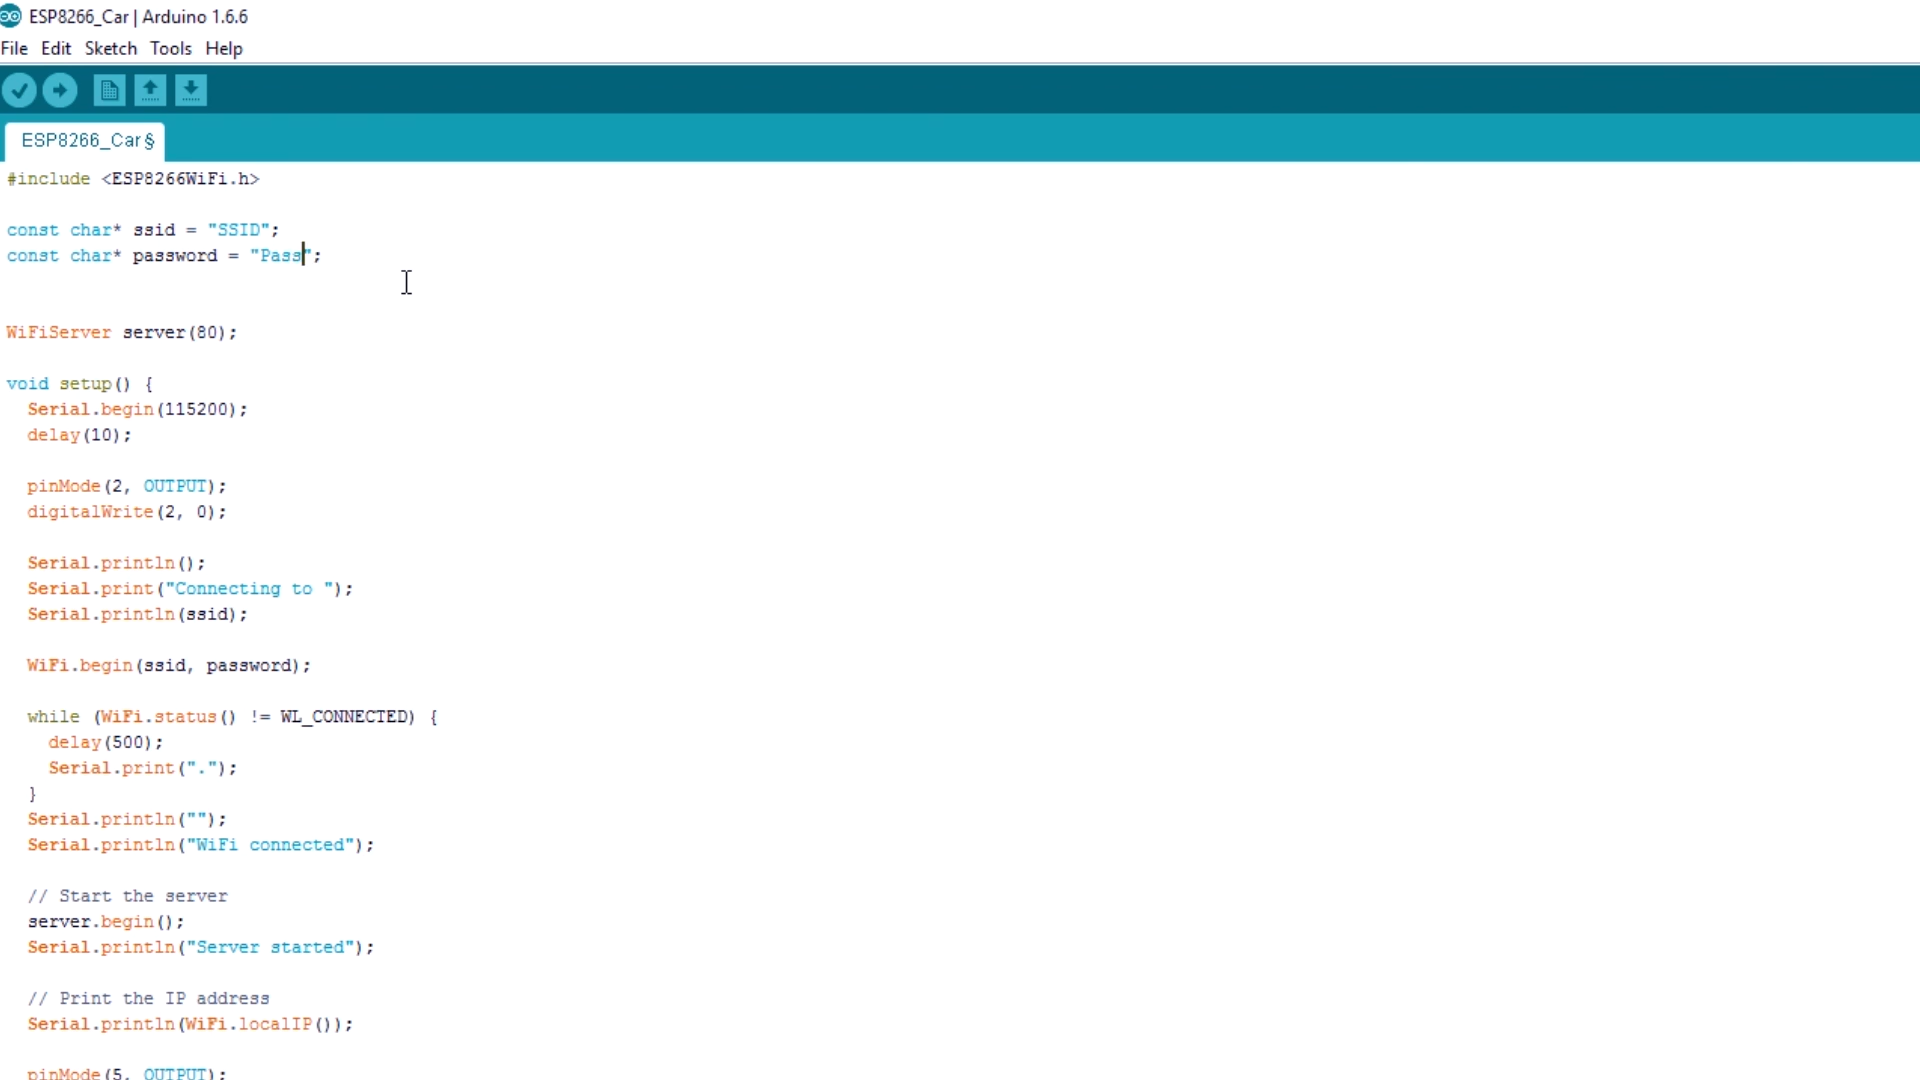 ESP8266_Car | Arduino 1.6.6
File Edit Sketch Tools Help
ESP8266_Car§
#include <ESP8266WiFi.h>
const char* ssid = "SSID";
const char* password = "Pass";
WiFiServer server(80);
void setup() {
  Serial.begin(115200);
  delay(10);
  pinMode(2, OUTPUT);
  digitalWrite(2, 0);
  Serial.println();
  Serial.print("Connecting to ");
  Serial.println(ssid);
  WiFi.begin(ssid, password);
  while (WiFi.status() != WL_CONNECTED) {
    delay(500);
    Serial.print(".");
  }
  Serial.println("");
  Serial.println("WiFi connected");
  // Start the server
  server.begin();
  Serial.println("Server started");
  // Print the IP address
  Serial.println(WiFi.localIP());
  pinMode(5, OUTPUT);